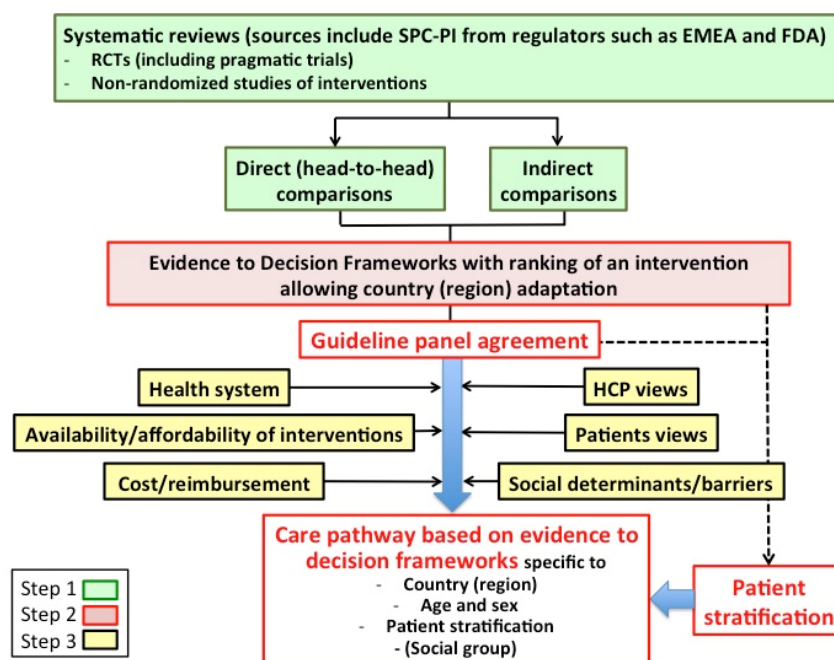 Systematic reviews (sources include SPC-PI from regulators such as EMEA and FDA)
- RCTs (including pragmatic trials)
- Non-randomized studies of interventions
Direct (head-to-head)
comparisons
Indirect
comparisons
Evidence to Decision Frameworks with ranking of an intervention
allowing country (region) adaptation
Guideline panel agreement
Health system
HCP views
Availability/affordability of interventions
Patients views
Cost/reimbursement
Social determinants/barriers
Care pathway based on evidence to
decision frameworks specific to
- Country (region)
- Age and sex
- Patient stratification
- (Social group)
Patient
stratification
Step 1
Step 2
Step 3